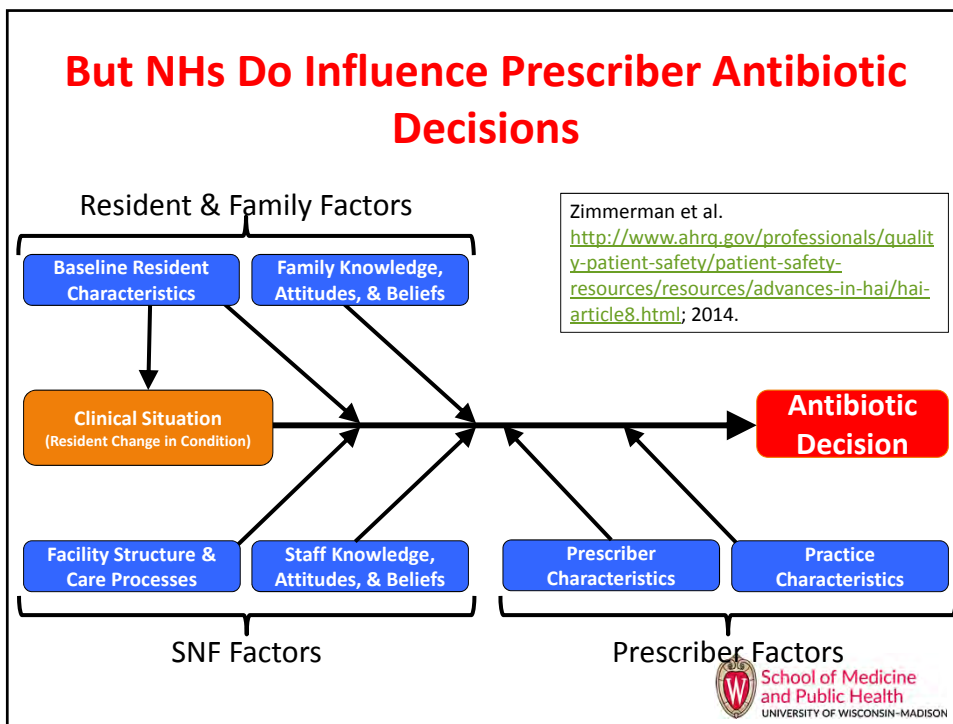 But NHs Do Influence Prescriber Antibiotic
Decisions
Resident & Family Factors
Zimmerman et al.
http://www.ahrq.gov/professionals/qualit
y-patient-safety/patient-safety-
resources/resources/advances-in-hai/hai-
article8.html; 2014.
Baseline Resident
Characteristics
Family Knowledge,
Attitudes, & Beliefs
Clinical Situation
(Resident Change in Condition)
Antibiotic
Decision
Facility Structure &
Care Processes
Staff Knowledge,
Attitudes, & Beliefs
Prescriber
Characteristics
Practice
Characteristics
SNF Factors
Prescriber Factors
W
School of Medicine
and Public Health
UNIVERSITY OF WISCONSIN-MADISON